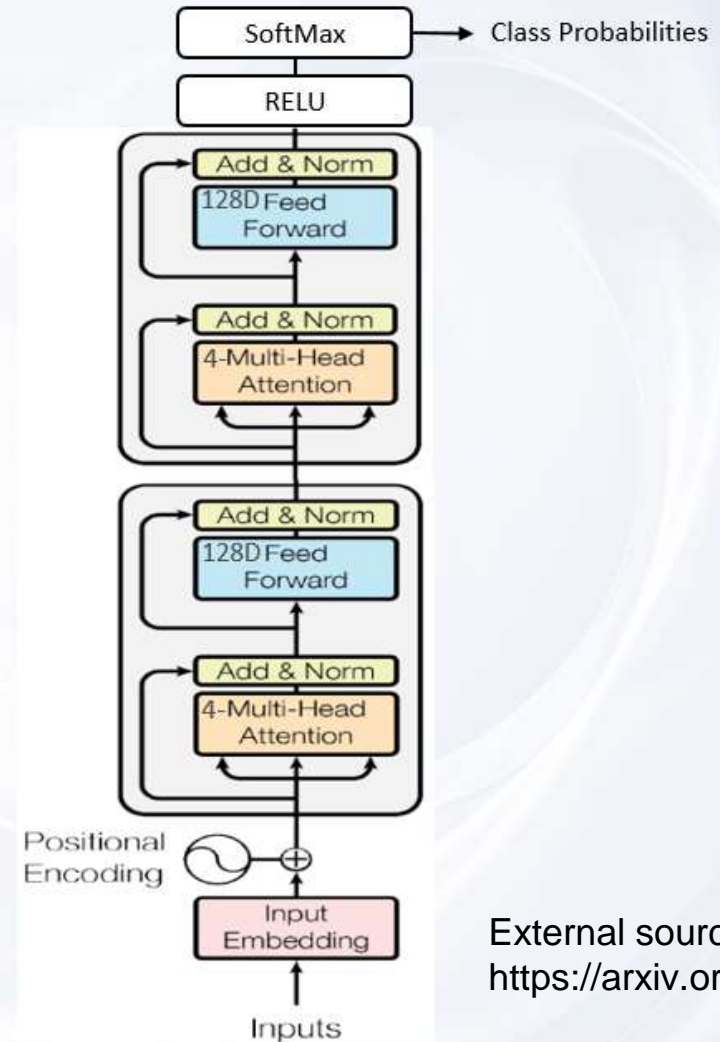 SoftMax
Class Probabilities
RELU
Add & Norm
128D Feed
Forward
Add & Norm
4-Multi-Head
Attention
Add & Norm
128D Feed
Forward
Add & Norm
4-Multi-Head
Attention
Positional
Encoding
Input
Embedding
Inputs
External
https://arxiv.or